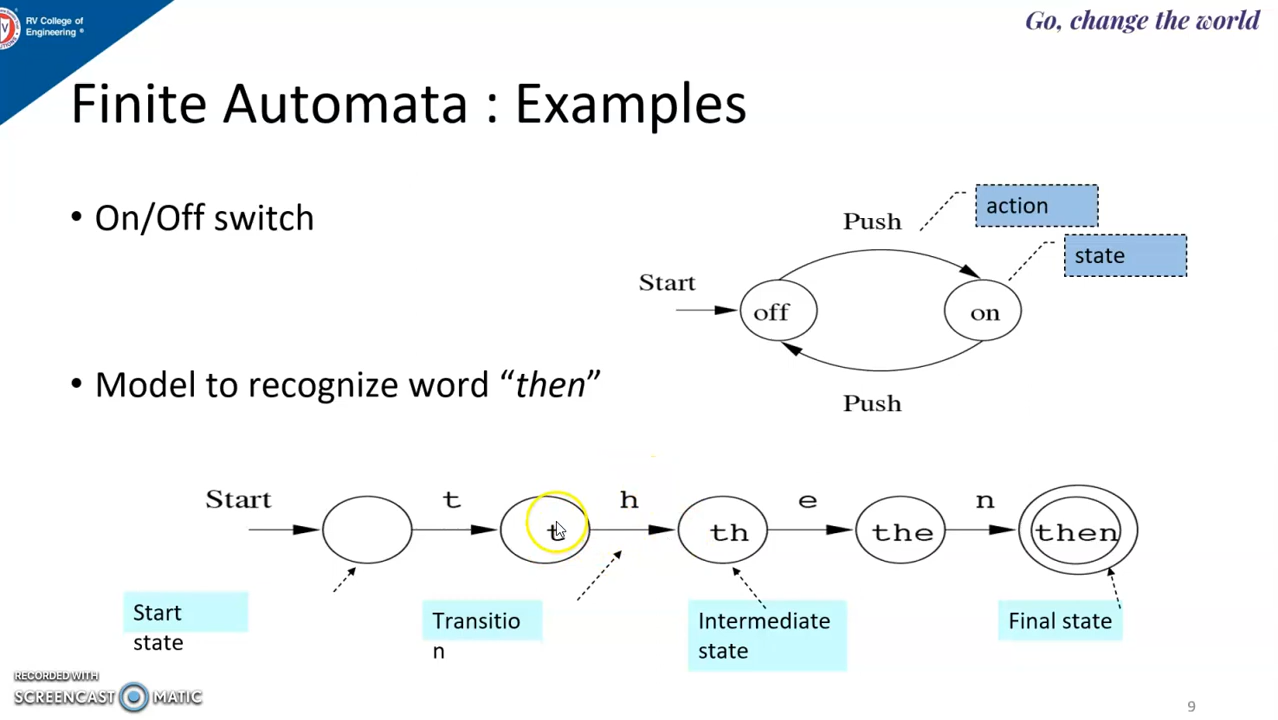 RV College of
Engineering ®
Go, change the world
Finite Automata : Examples
• On/Off switch
action
Push
state
Start
off
on
Push
• Model to recognize word “then”
Start
t
h
e
n
t
th
the
then
Start
state
Transitio
n
Intermediate
state
Final state
RECORDED WITH
SCREENCAST MATIC
9